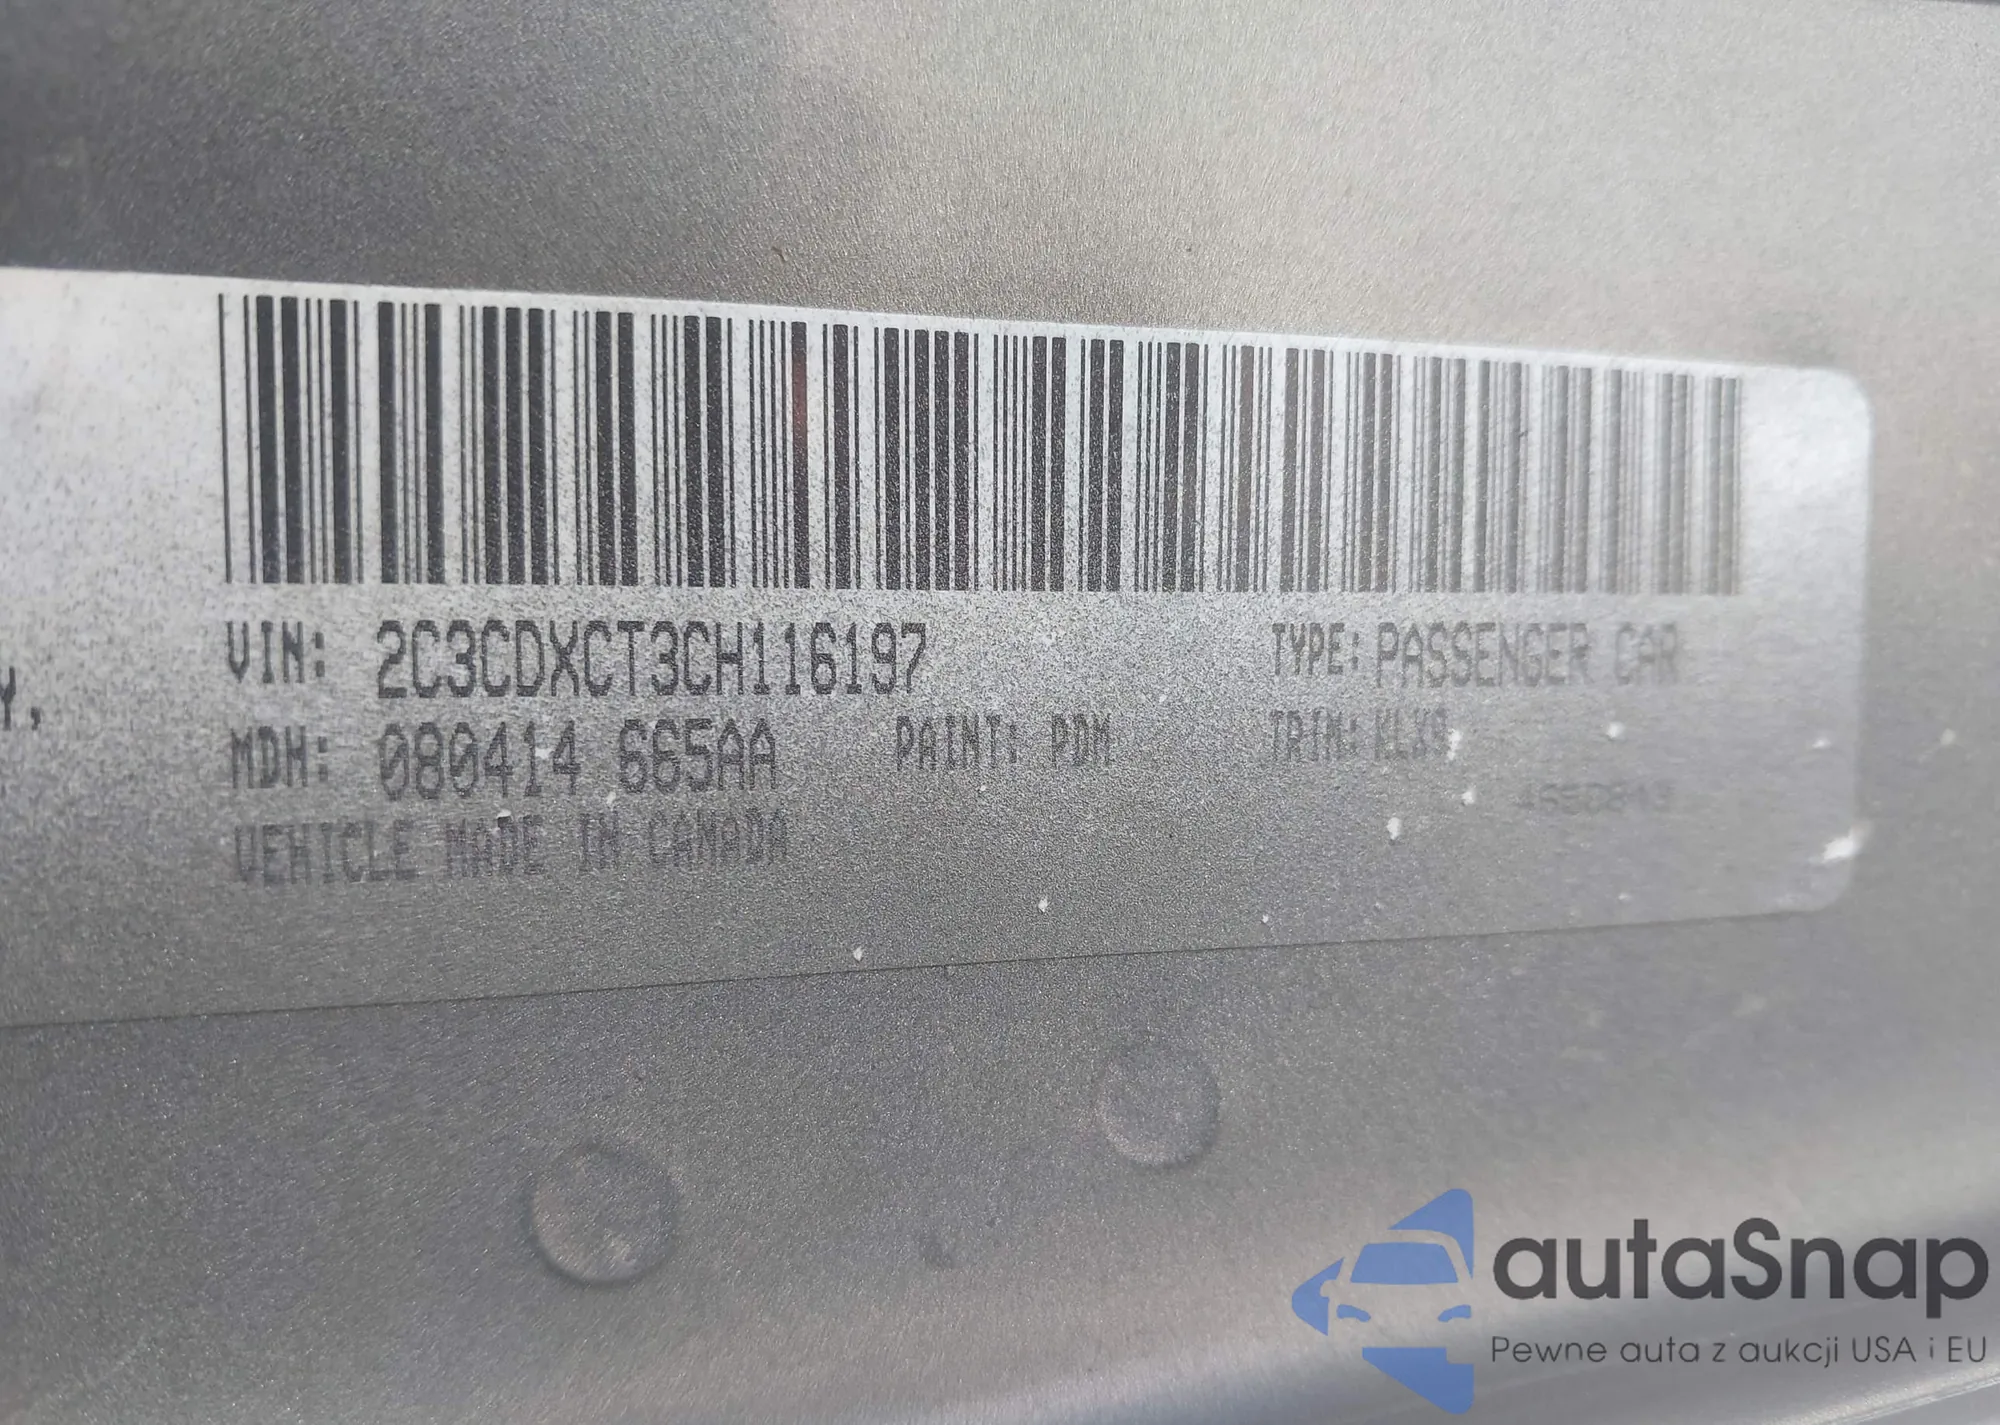 VIN: 2C3CDXCT3CH116197 TYPE: PASSENGER CAR
Y,
MDH: 080414 665AA PAINT: PDM TRIM: KLX9
VEHICLE MADE IN CANADA
autaSnap
Pewne auta z aukcji USA i EU